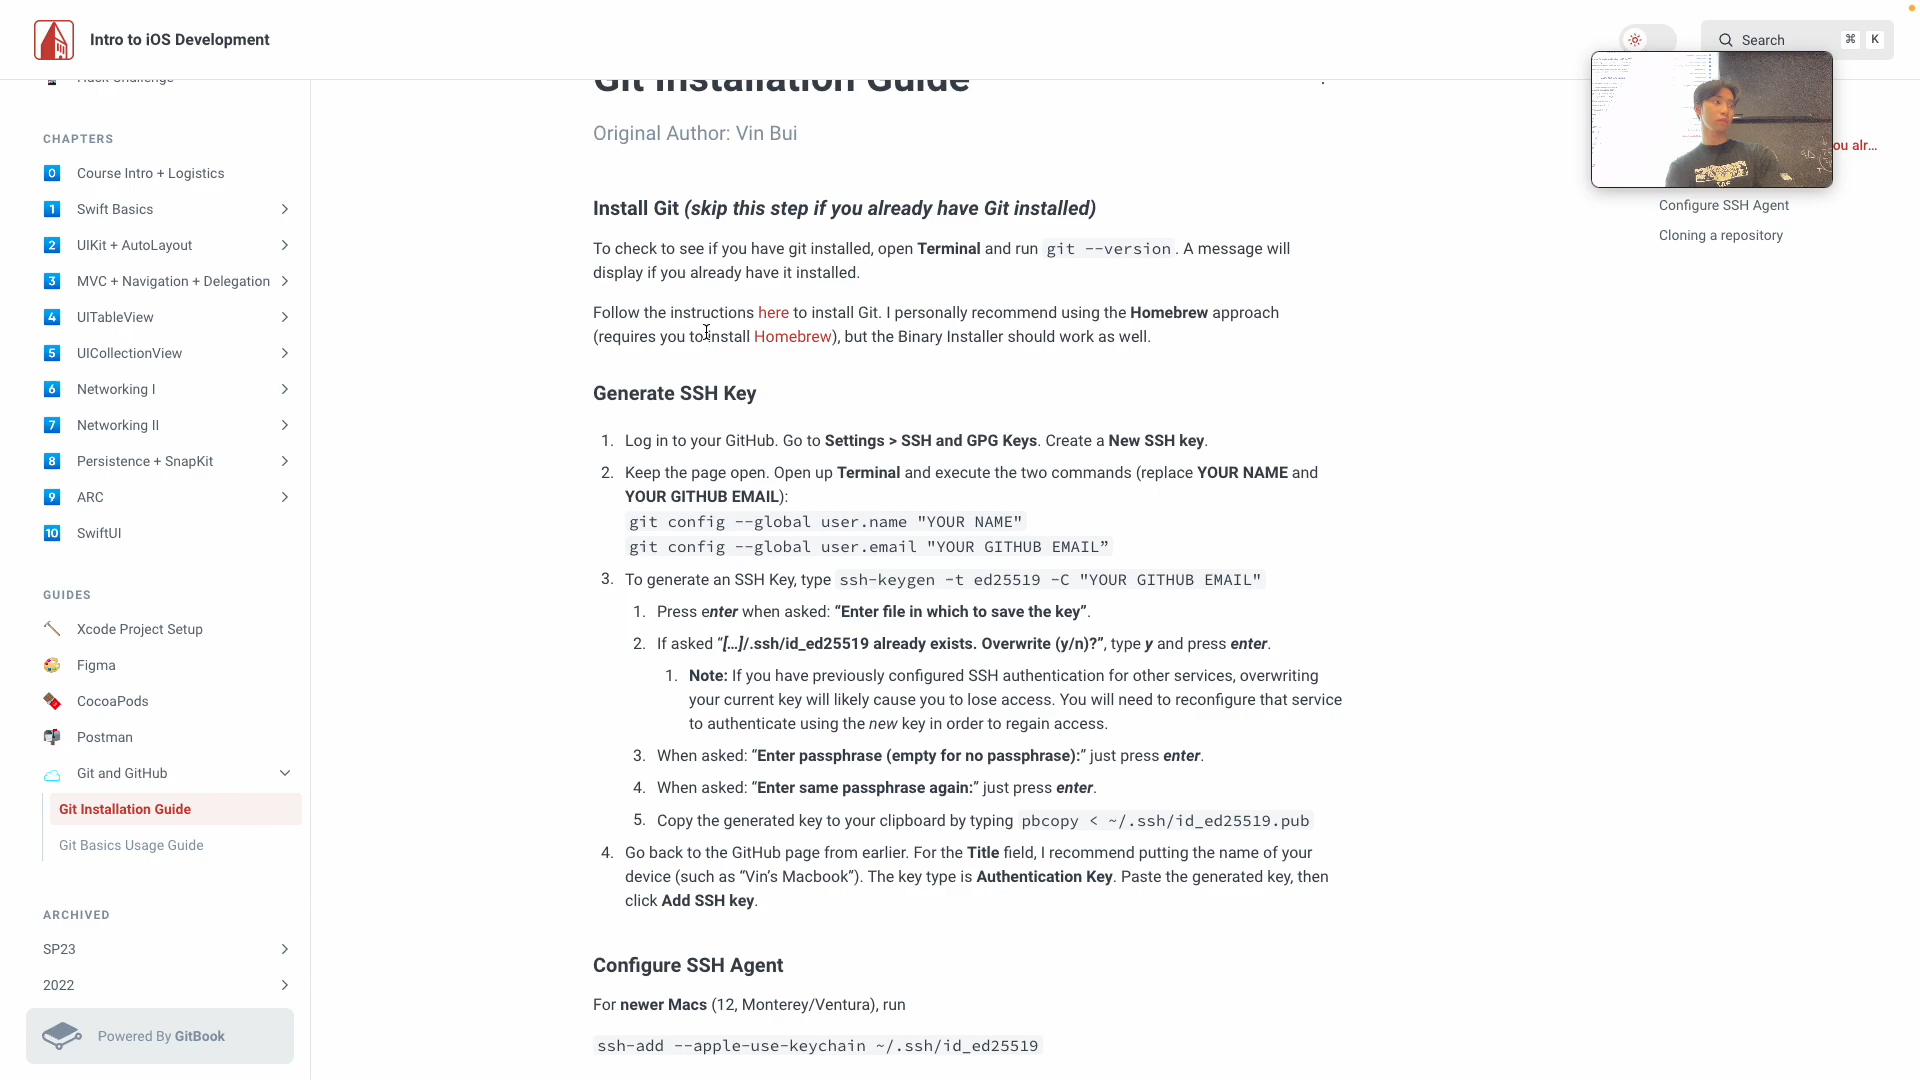 Intro to iOS Development
Search
⌘ K
Hack Challenge
CHAPTERS
0 Course Intro + Logistics
1 Swift Basics
2 UIKit + AutoLayout
3 MVC + Navigation + Delegation
4 UITableView
5 UICollectionView
6 Networking I
7 Networking II
8 Persistence + SnapKit
9 ARC
10 SwiftUI
GUIDES
Xcode Project Setup
Figma
CocoaPods
Postman
Git and GitHub
Git Installation Guide
Git Basics Usage Guide
ARCHIVED
SP23
2022
Powered By GitBook
Git Installation Guide
Original Author: Vin Bui
Install Git (skip this step if you already have Git installed)
To check to see if you have git installed, open Terminal and run git --version. A message will
display if you already have it installed.
Follow the instructions here to install Git. I personally recommend using the Homebrew approach
(requires you to install Homebrew), but the Binary Installer should work as well.
Generate SSH Key
1. Log in to your GitHub. Go to Settings > SSH and GPG Keys. Create a New SSH key.
2. Keep the page open. Open up Terminal and execute the two commands (replace YOUR NAME and
YOUR GITHUB EMAIL):
git config --global user.name "YOUR NAME"
git config --global user.email "YOUR GITHUB EMAIL”
3. To generate an SSH Key, type ssh-keygen -t ed25519 -C "YOUR GITHUB EMAIL"
1. Press enter when asked: “Enter file in which to save the key”.
2. If asked “[…]/.ssh/id_ed25519 already exists. Overwrite (y/n)?”, type y and press enter.
1. Note: If you have previously configured SSH authentication for other services, overwriting
your current key will likely cause you to lose access. You will need to reconfigure that service
to authenticate using the new key in order to regain access.
3. When asked: “Enter passphrase (empty for no passphrase):” just press enter.
4. When asked: “Enter same passphrase again:” just press enter.
5. Copy the generated key to your clipboard by typing pbcopy < ~/.ssh/id_ed25519.pub
4. Go back to the GitHub page from earlier. For the Title field, I recommend putting the name of your
device (such as “Vin’s Macbook”). The key type is Authentication Key. Paste the generated key, then
click Add SSH key.
Configure SSH Agent
For newer Macs (12, Monterey/Ventura), run
ssh-add --apple-use-keychain ~/.ssh/id_ed25519
ou alr…
Configure SSH Agent
Cloning a repository